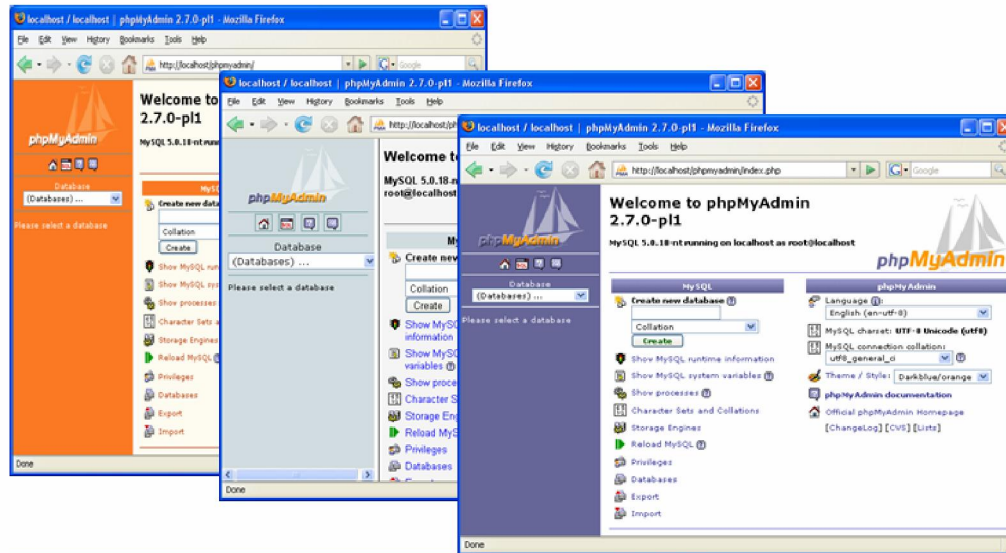 localhost / localhost | phpMyAdmin 2.7.0-pl1 - Mozilla Firefox
File Edit View History Bookmarks Tools Help
http://localhost/phpmyadmin/
Google
phpMyAdmin
Database
(Databases) ...
Please select a database
Welcome to
2.7.0-pl1
MySQL 5.0.18-nt runn
MySQ
Create new data
Collation
Create
Show MySQL run
Show MySQL sys
Show processes
Character Sets a
Storage Engines
Reload MySQL
Privileges
Databases
Export
Import
Done
localhost / localhost | phpMyAdmin 2.7.0-pl1 - Mozilla Firefox
File Edit View History Bookmarks Tools Help
http://localhost/ph
phpMyAdmin
Database
(Databases) ...
Please select a database
Welcome t
MySQL 5.0.18-n
root@localhost
My
Create new
Collation
Create
Show MySQ
information
Show MySQ
variables
Show proce
Character S
Storage Eng
Reload MyS
Privileges
Databases
Done
localhost / localhost | phpMyAdmin 2.7.0-pl1 - Mozilla Firefox
File Edit View History Bookmarks Tools Help
http://localhost/phpmyadmin/index.php
Google
phpMyAdmin
Database
(Databases) ...
Please select a database
Welcome to phpMyAdmin
2.7.0-pl1
MySQL 5.0.18-nt running on localhost as root@localhost
phpMyAdmin
MySQL
Create new database
Collation
Create
Show MySQL runtime information
Show MySQL system variables
Show processes
Character Sets and Collations
Storage Engines
Reload MySQL
Privileges
Databases
Export
Import
phpMyAdmin
Language :
English (en-utf-8)
MySQL charset: UTF-8 Unicode (utf8)
MySQL connection collation:
utf8_general_ci
Theme / Style: Darkblue/orange
phpMyAdmin documentation
Official phpMyAdmin Homepage
[ChangeLog] [CVS] [Lists]
Done